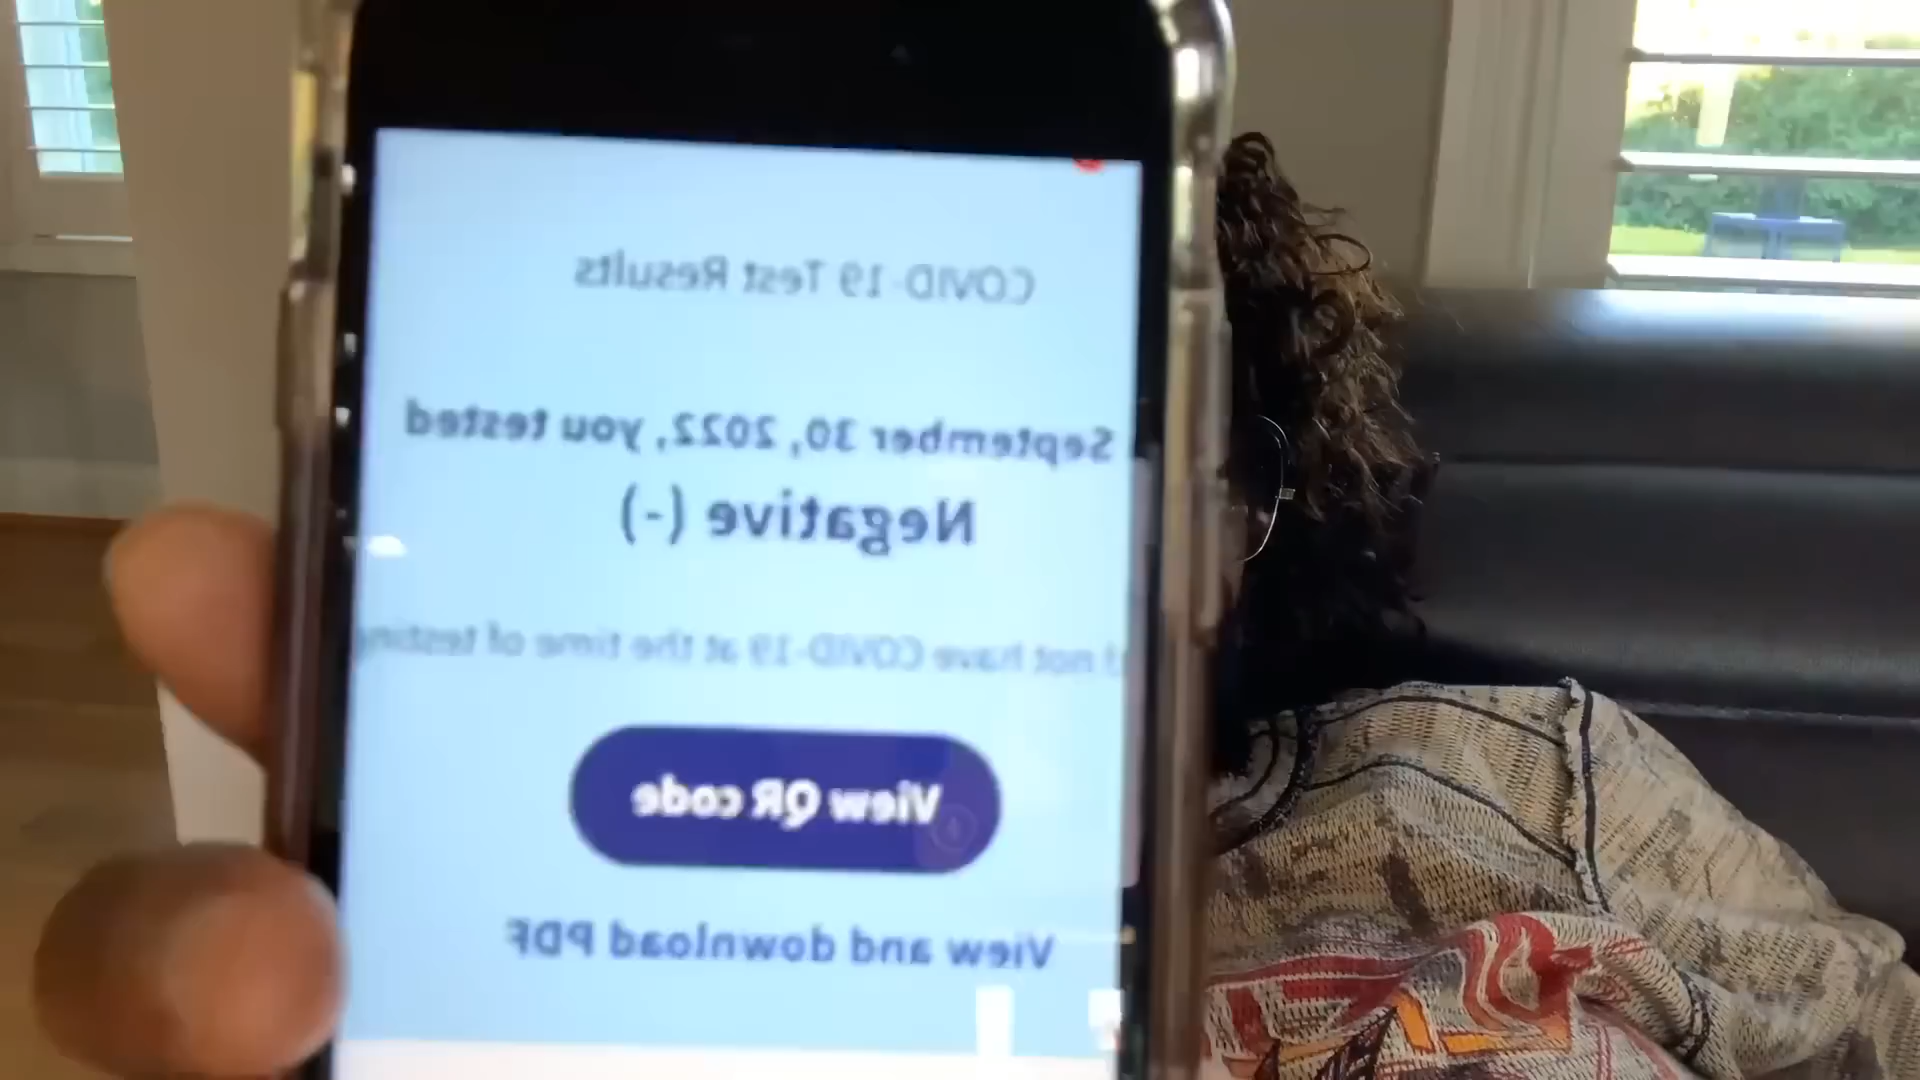 COVID-19 Test Results
September 30, 2022, you tested
Negative (-)
not have COVID-19 at the time of testing
View QR code
View and download PDF